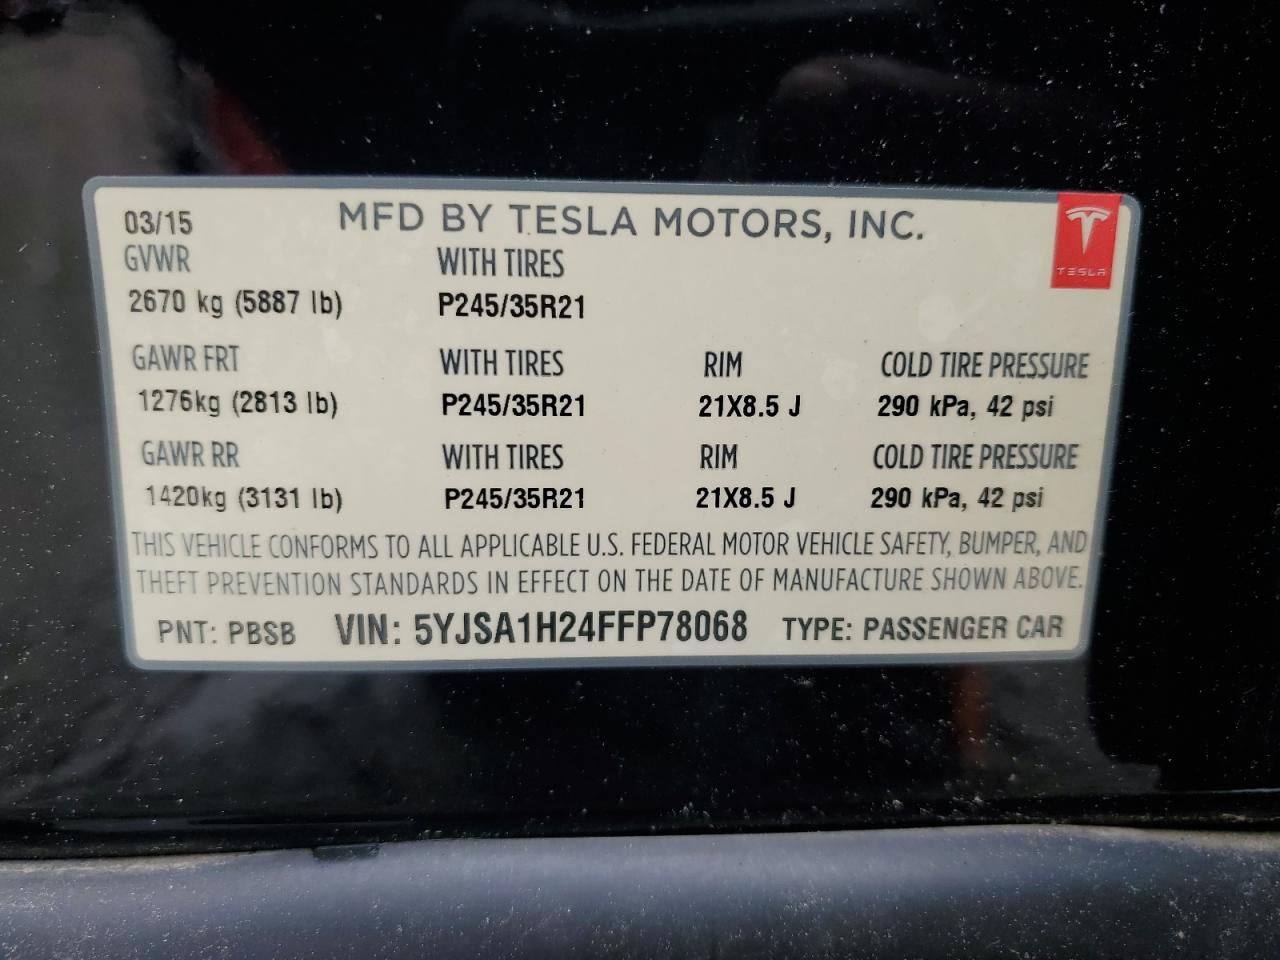 03/15 MFD BY TESLA MOTORS, INC.
TESLA
GVWR WITH TIRES
2670 kg (5887 lb) P245/35R21
GAWR FRT WITH TIRES RIM COLD TIRE PRESSURE
1276kg (2813 lb) P245/35R21 21X8.5 J 290 kPa, 42 psi
GAWR RR WITH TIRES RIM COLD TIRE PRESSURE
1420kg (3131 lb) P245/35R21 21X8.5 J 290 kPa, 42 psi
THIS VEHICLE CONFORMS TO ALL APPLICABLE U.S. FEDERAL MOTOR VEHICLE SAFETY, BUMPER, AND
THEFT PREVENTION STANDARDS IN EFFECT ON THE DATE OF MANUFACTURE SHOWN ABOVE.
PNT: PBSB VIN: 5YJSA1H24FFP78068 TYPE: PASSENGER CAR